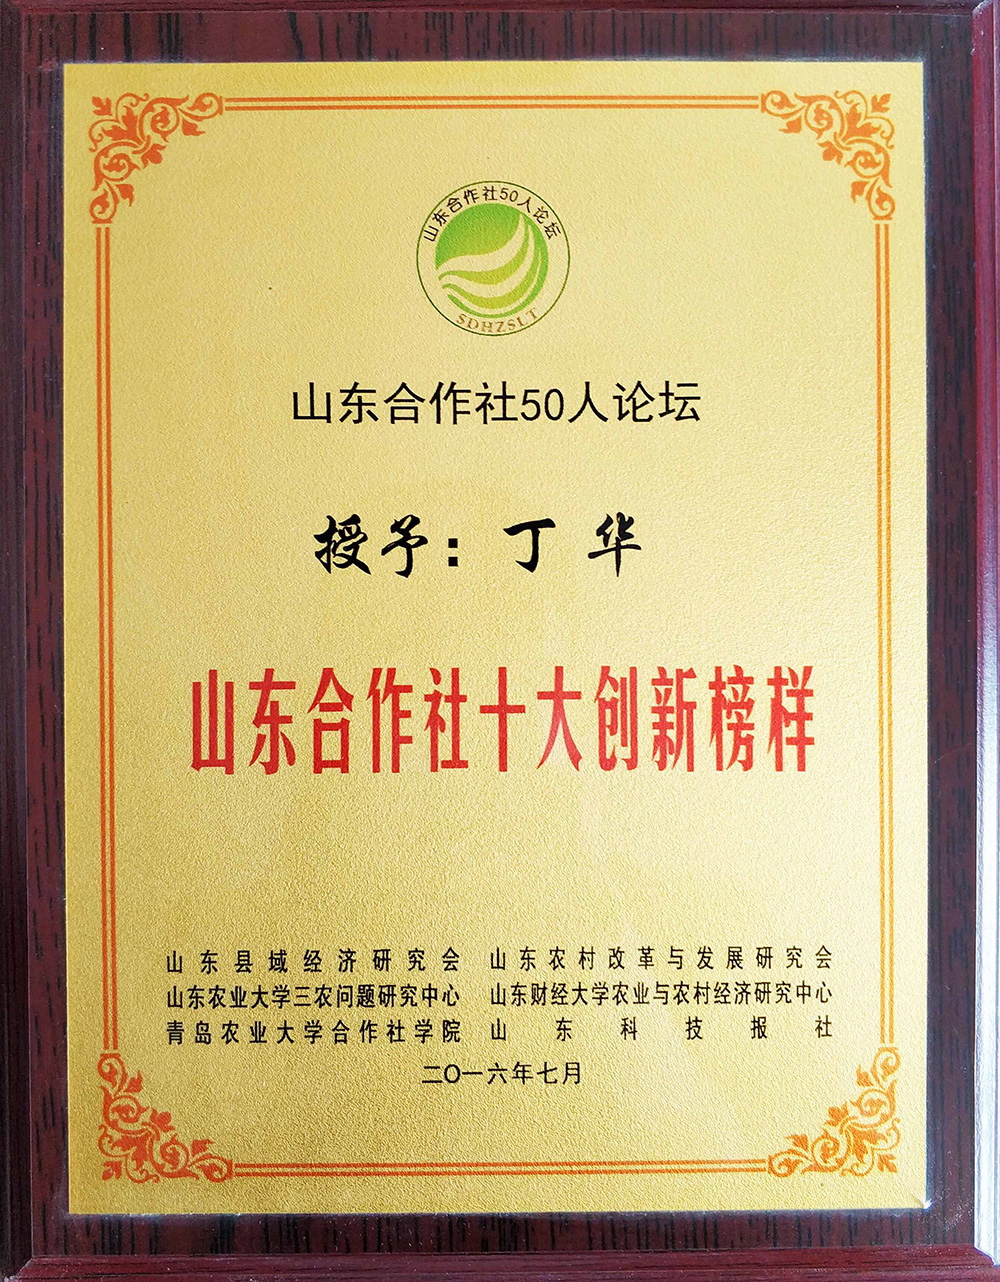 山东合作社50人论坛
SDHZSLT
山东合作社50人论坛
授予：丁 华
山东合作社十大创新榜样
山东县域经济研究会 山东农村改革与发展研究会
山东农业大学三农问题研究中心 山东财经大学农业与农村经济研究中心
青岛农业大学合作社学院 山东科技报社
二〇一六年七月